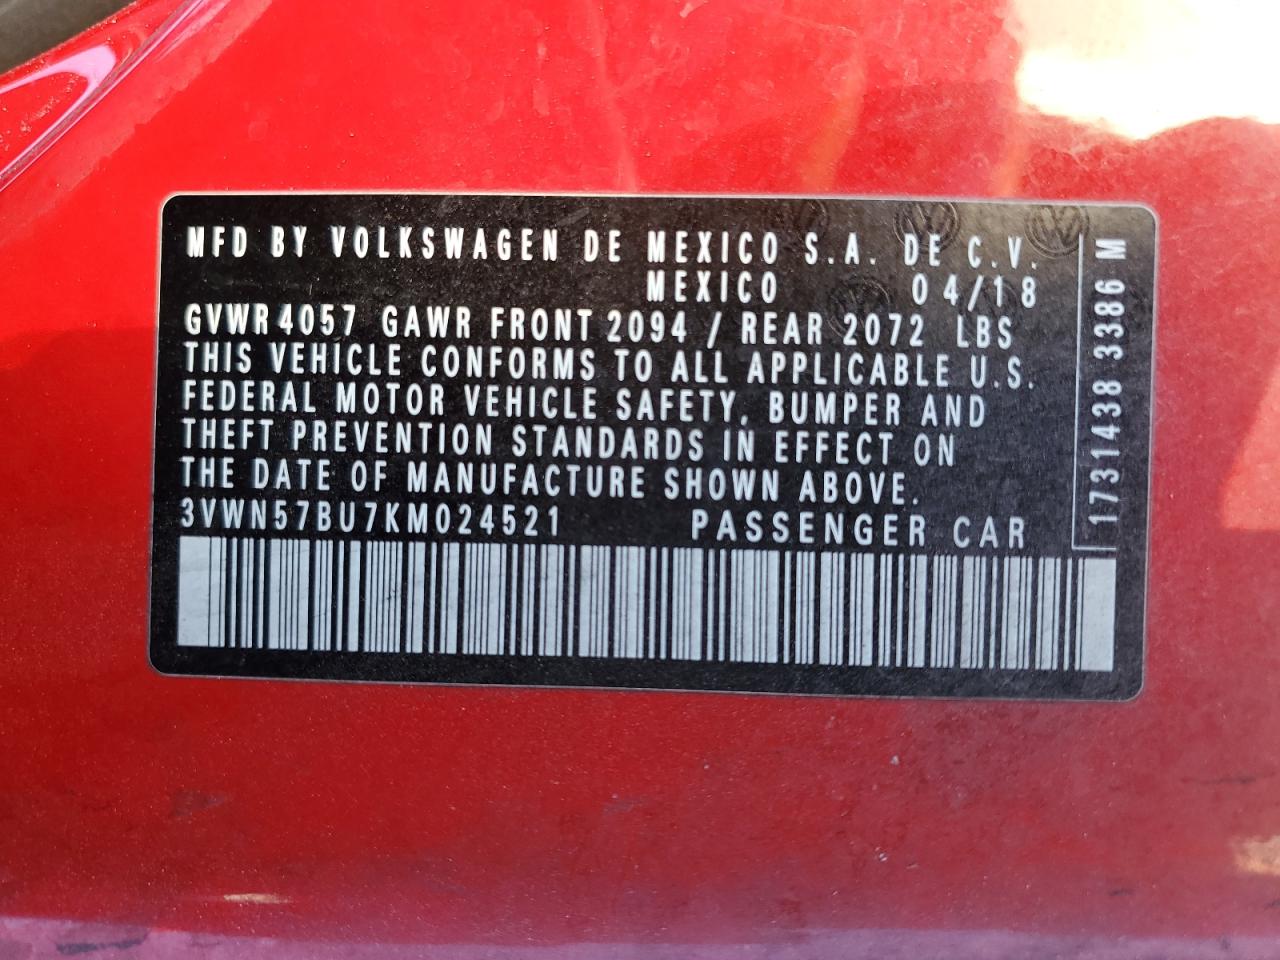 MFD BY VOLKSWAGEN DE MEXICO S.A. DE C.V.
MEXICO 04/18
GVWR 4057 GAWR FRONT 2094 / REAR 2072 LBS
THIS VEHICLE CONFORMS TO ALL APPLICABLE U.S.
FEDERAL MOTOR VEHICLE SAFETY, BUMPER AND
THEFT PREVENTION STANDARDS IN EFFECT ON
THE DATE OF MANUFACTURE SHOWN ABOVE.
3VWN57BU7KM024521 PASSENGER CAR
1731438 3386 M